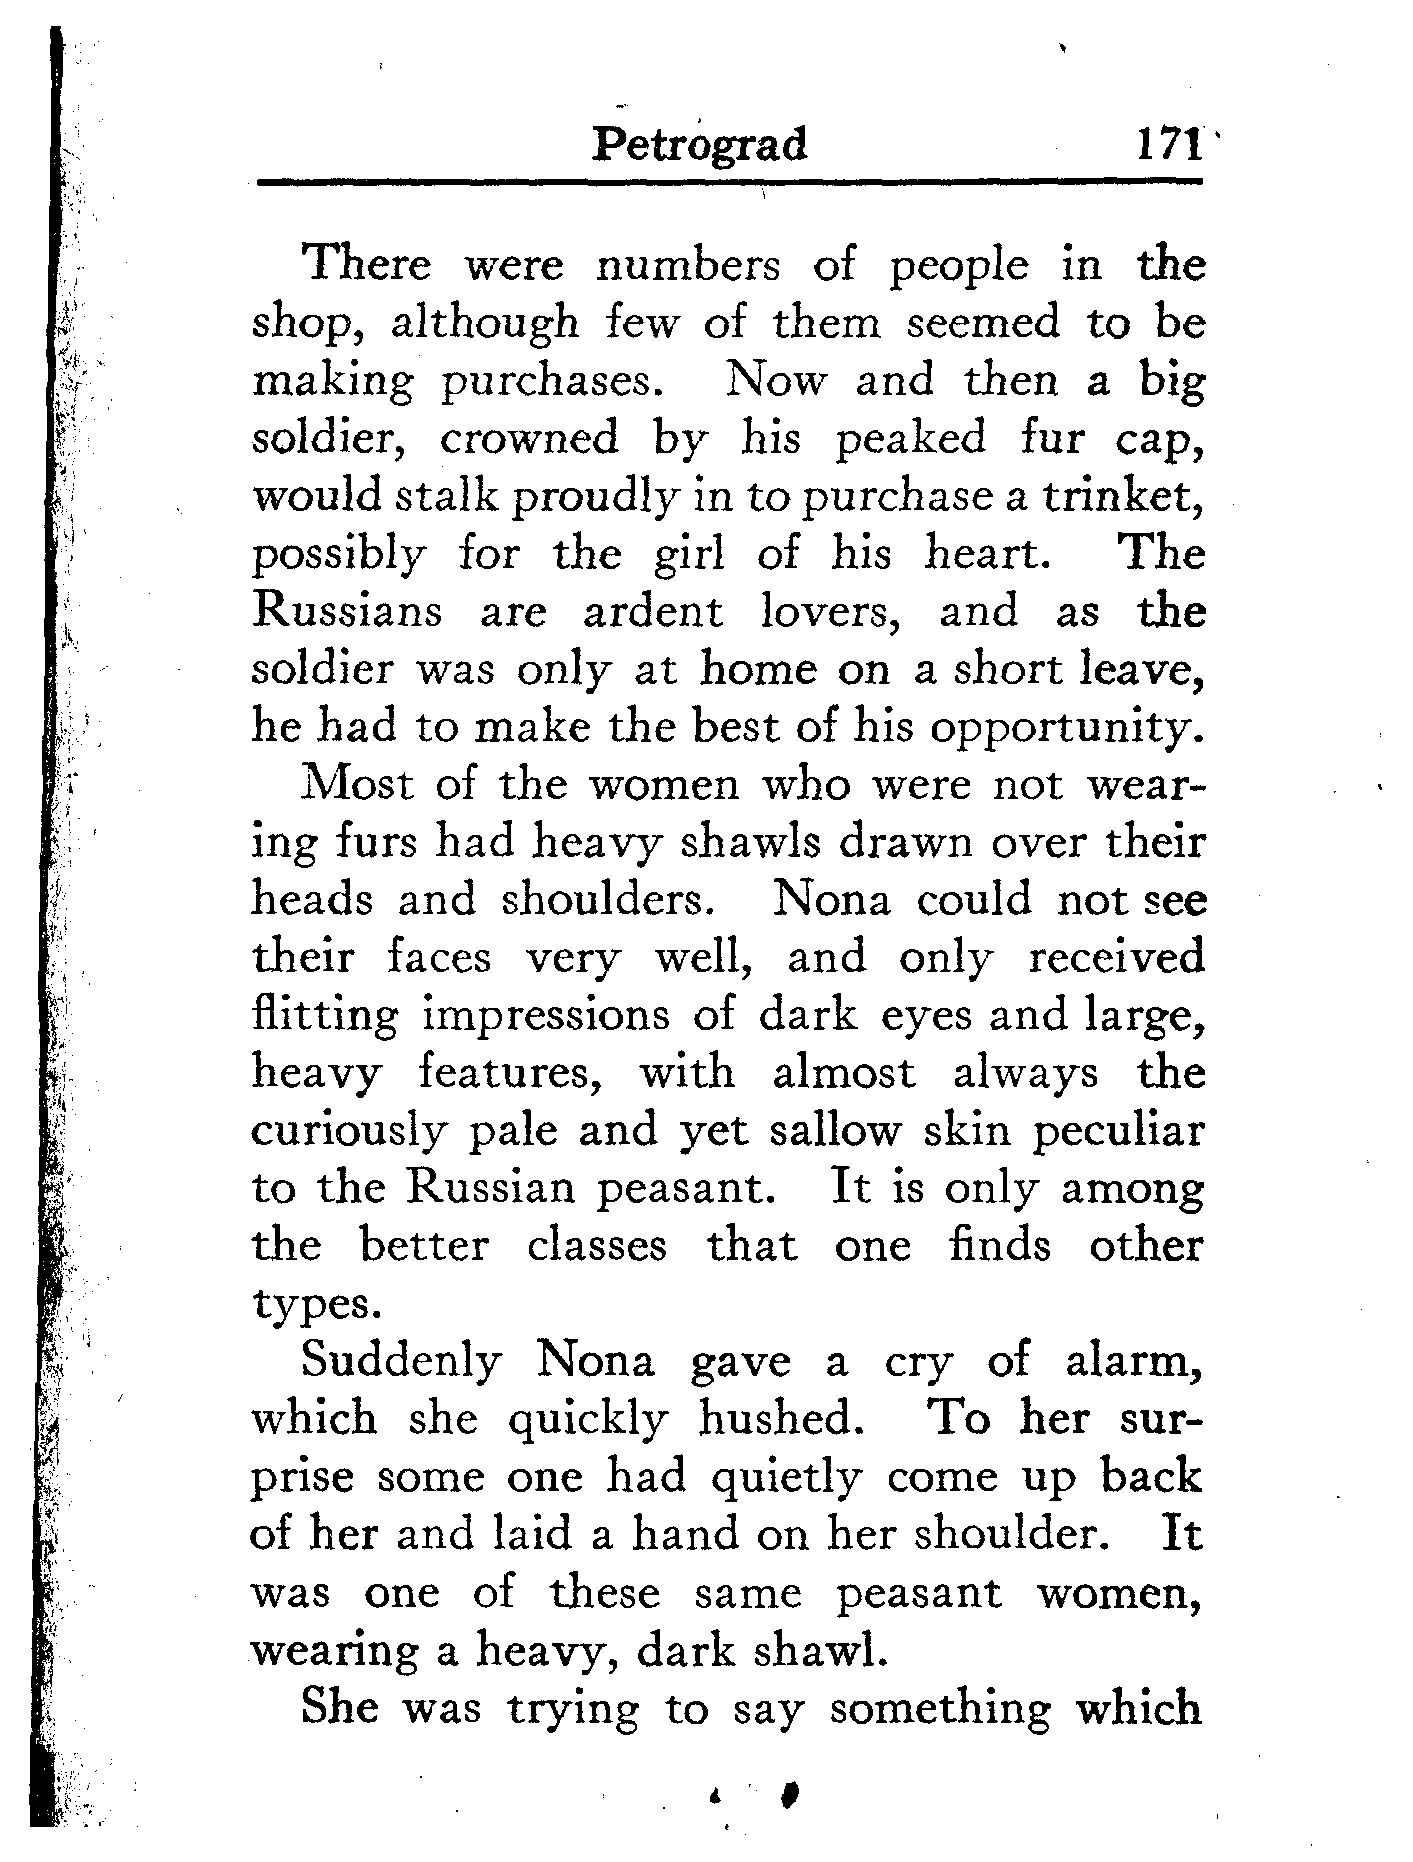 Petrograd 171
There were numbers of people in the
shop, although few of them seemed to be
making purchases. Now and then a big
soldier, crowned by his peaked fur cap,
would stalk proudly in to purchase a trinket,
possibly for the girl of his heart. The
Russians are ardent lovers, and as the
soldier was only at home on a short leave,
he had to make the best of his opportunity.
Most of the women who were not wear-
ing furs had heavy shawls drawn over their
heads and shoulders. Nona could not see
their faces very well, and only received
flitting impressions of dark eyes and large,
heavy features, with almost always the
curiously pale and yet sallow skin peculiar
to the Russian peasant. It is only among
the better classes that one finds other
types.
Suddenly Nona gave a cry of alarm,
which she quickly hushed. To her sur-
prise some one had quietly come up back
of her and laid a hand on her shoulder. It
was one of these same peasant women,
wearing a heavy, dark shawl.
She was trying to say something which